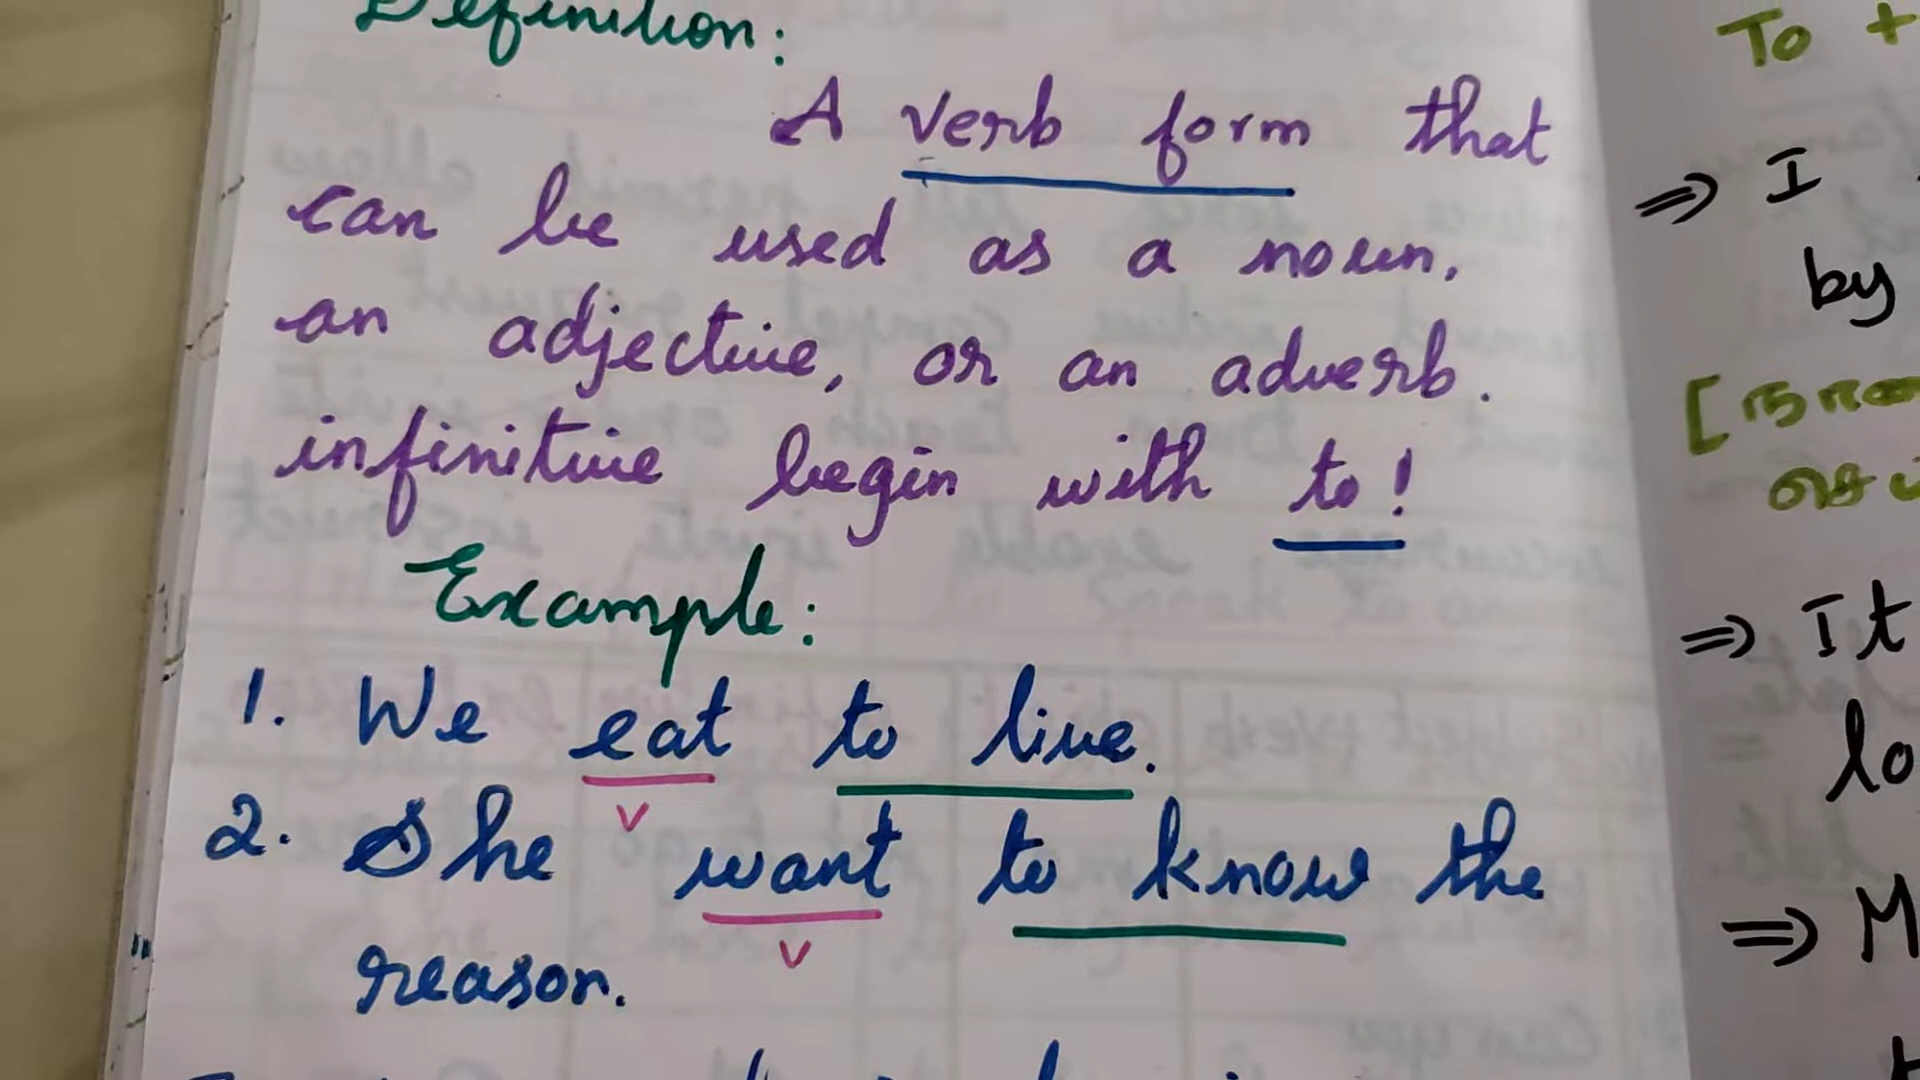 Definition:
A verb form that
can be used as a noun,
an adjective, or an adverb.
infinitive begin with to!
Example:
1. We eat to live.
v
2. She want to know the
v
reason.
To +
⇒ I
by
⇒ It
lo
⇒ M